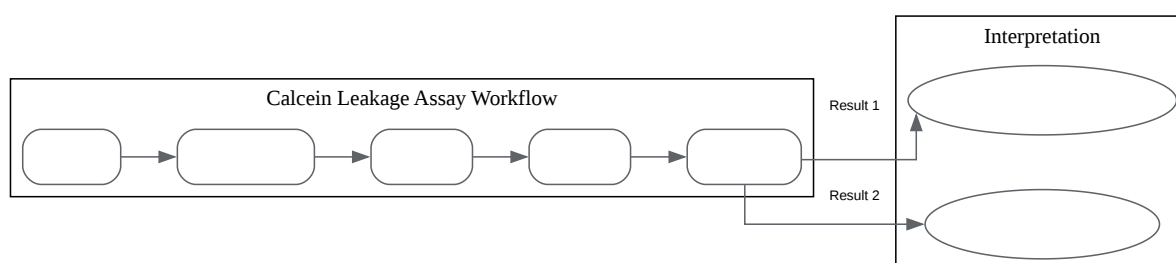 Interpretation
Calcein Leakage Assay Workflow
Result 1
Result 2